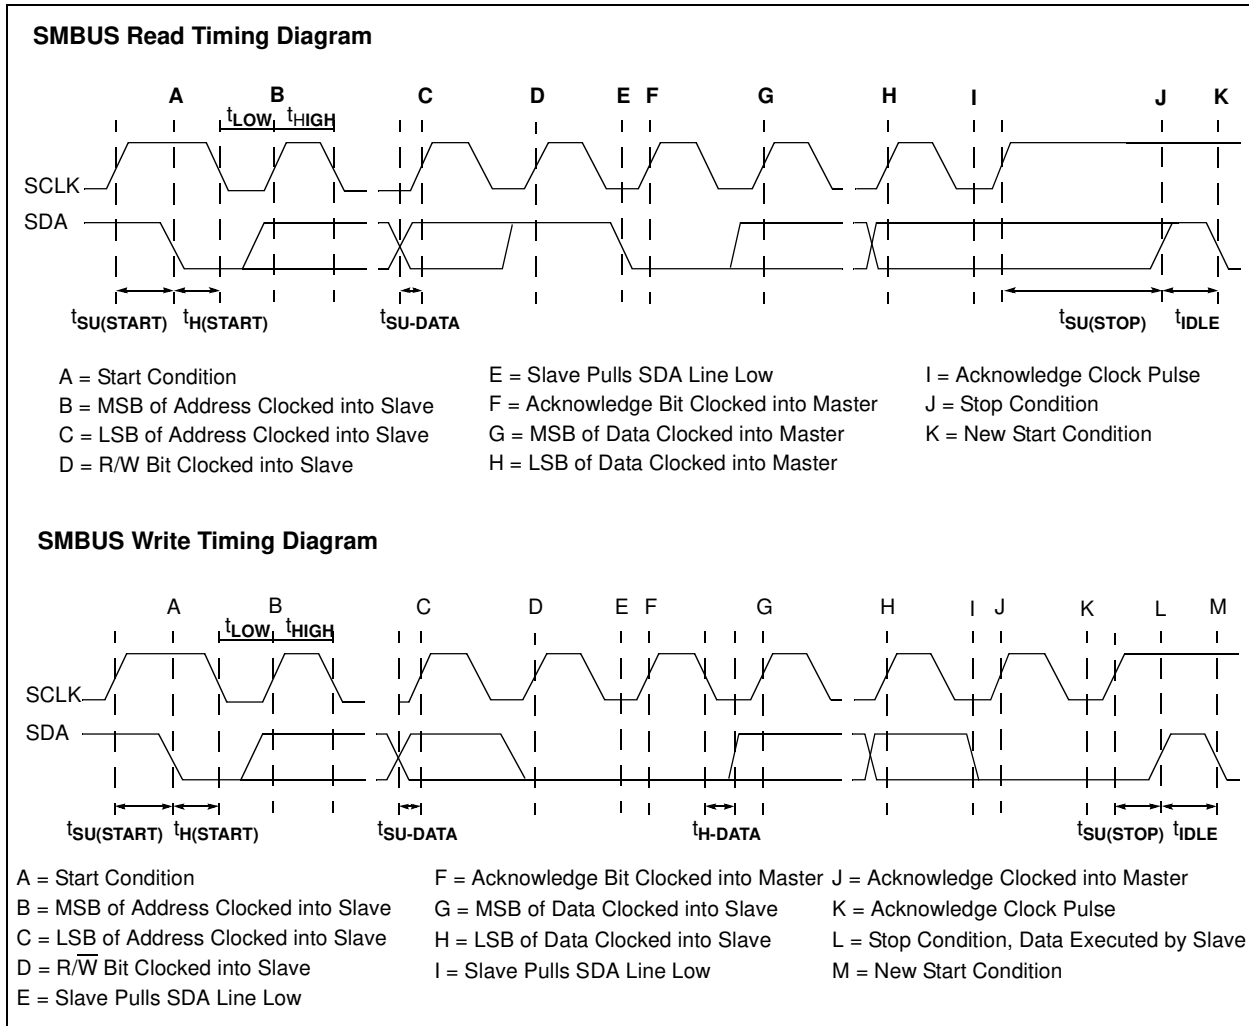 SMBUS Read Timing Diagram
A B C D E F G H I J K
tLOW tHIGH
SCLK
SDA
tSU(START) tH(START) tSU-DATA tSU(STOP) tIDLE
A = Start Condition
B = MSB of Address Clocked into Slave
C = LSB of Address Clocked into Slave
D = R/W Bit Clocked into Slave
E = Slave Pulls SDA Line Low
F = Acknowledge Bit Clocked into Master
G = MSB of Data Clocked into Master
H = LSB of Data Clocked into Master
I = Acknowledge Clock Pulse
J = Stop Condition
K = New Start Condition
SMBUS Write Timing Diagram
A B C D E F G H I J K L M
tLOW tHIGH
SCLK
SDA
tSU(START) tH(START) tSU-DATA tH-DATA tSU(STOP) tIDLE
A = Start Condition
B = MSB of Address Clocked into Slave
C = LSB of Address Clocked into Slave
D = R/W̅ Bit Clocked into Slave
E = Slave Pulls SDA Line Low
F = Acknowledge Bit Clocked into Master
G = MSB of Data Clocked into Slave
H = LSB of Data Clocked into Slave
I = Slave Pulls SDA Line Low
J = Acknowledge Clocked into Master
K = Acknowledge Clock Pulse
L = Stop Condition, Data Executed by Slave
M = New Start Condition